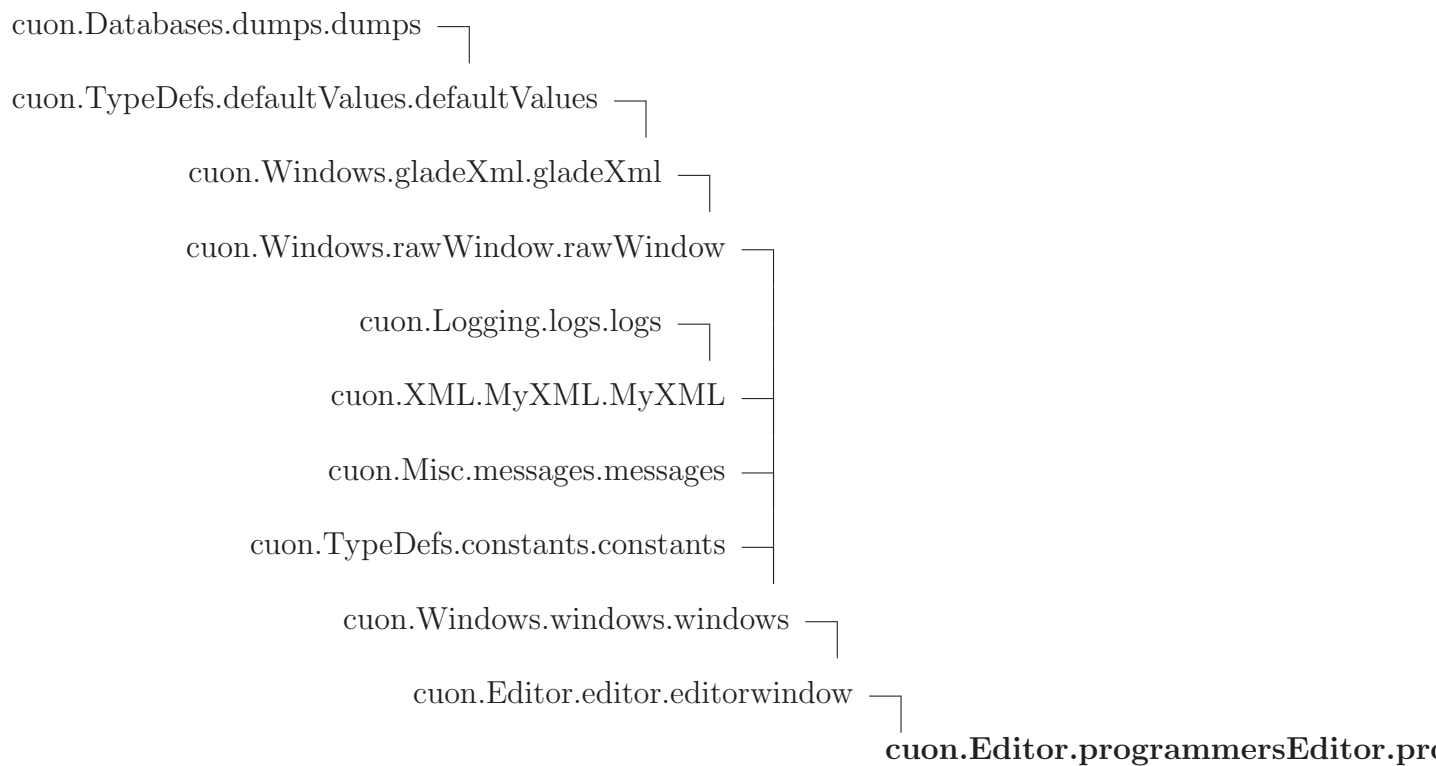 cuon.Databases.dumps.dumps
cuon.TypeDefs.defaultValues.defaultValues
cuon.Windows.gladeXml.gladeXml
cuon.Windows.rawWindow.rawWindow
cuon.Logging.logs.logs
cuon.XML.MyXML.MyXML
cuon.Misc.messages.messages
cuon.TypeDefs.constants.constants
cuon.Windows.windows.windows
cuon.Editor.editor.editorwindow
cuon.Editor.programmersEditor.pro